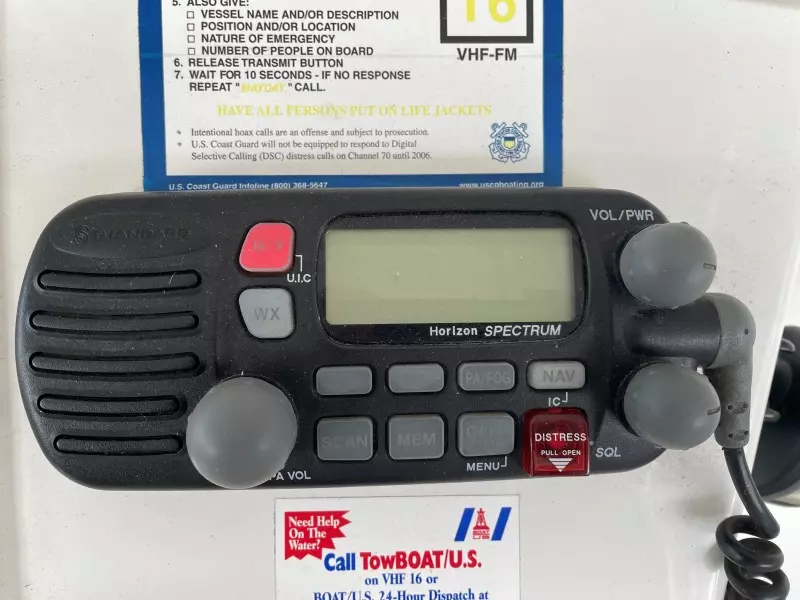 5. ALSO GIVE:
□ VESSEL NAME AND/OR DESCRIPTION
□ POSITION AND/OR LOCATION
□ NATURE OF EMERGENCY
□ NUMBER OF PEOPLE ON BOARD
6. RELEASE TRANSMIT BUTTON
7. WAIT FOR 10 SECONDS - IF NO RESPONSE
REPEAT "MAYDAY" CALL.
16
VHF-FM
HAVE ALL PERSONS PUT ON LIFE JACKETS
* Intentional hoax calls are an offense and subject to prosecution.
* U.S. Coast Guard will not be equipped to respond to Digital
Selective Calling (DSC) distress calls on Channel 70 until 2006.
U.S. Coast Guard Infoline (800) 368-5647
www.uscgboating.org
STANDARD
U.I.C
WX
VOL/PWR
Horizon SPECTRUM
PA/FOG
NAV
IC
SCAN
MEM
MENU
DISTRESS
PULL OPEN
SQL
PA VOL
Need Help
On The
Water?
Call TowBOAT/U.S.
on VHF 16 or
BOAT/U.S. 24-Hour Dispatch at